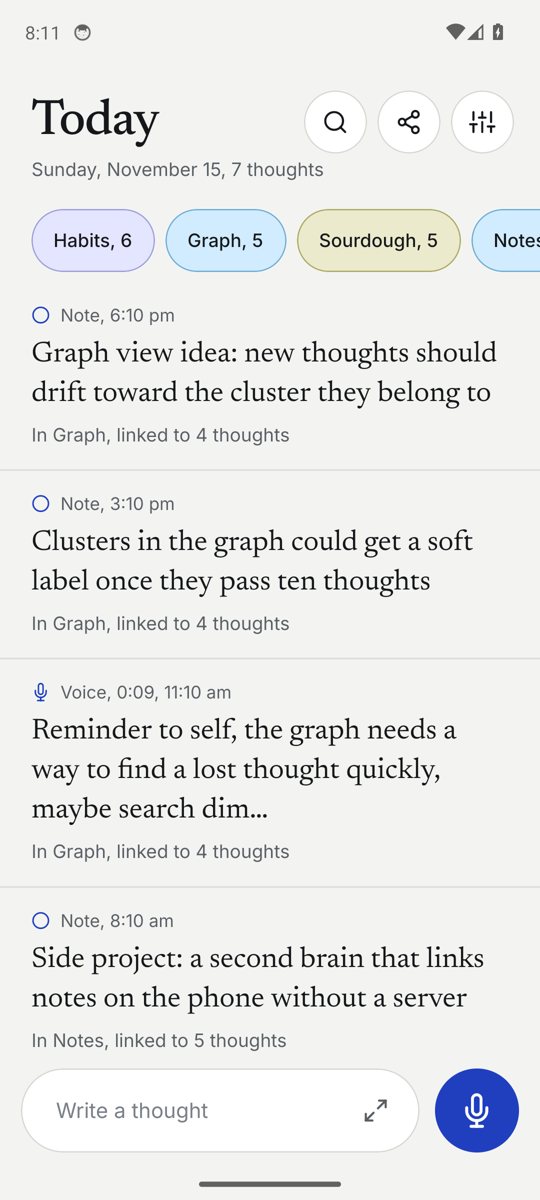 8:11
Today
Sunday, November 15, 7 thoughts
Habits, 6
Graph, 5
Sourdough, 5
Notes
Note, 6:10 pm
Graph view idea: new thoughts should
drift toward the cluster they belong to
In Graph, linked to 4 thoughts
Note, 3:10 pm
Clusters in the graph could get a soft
label once they pass ten thoughts
In Graph, linked to 4 thoughts
Voice, 0:09, 11:10 am
Reminder to self, the graph needs a
way to find a lost thought quickly,
maybe search dim...
In Graph, linked to 4 thoughts
Note, 8:10 am
Side project: a second brain that links
notes on the phone without a server
In Notes, linked to 5 thoughts
Write a thought